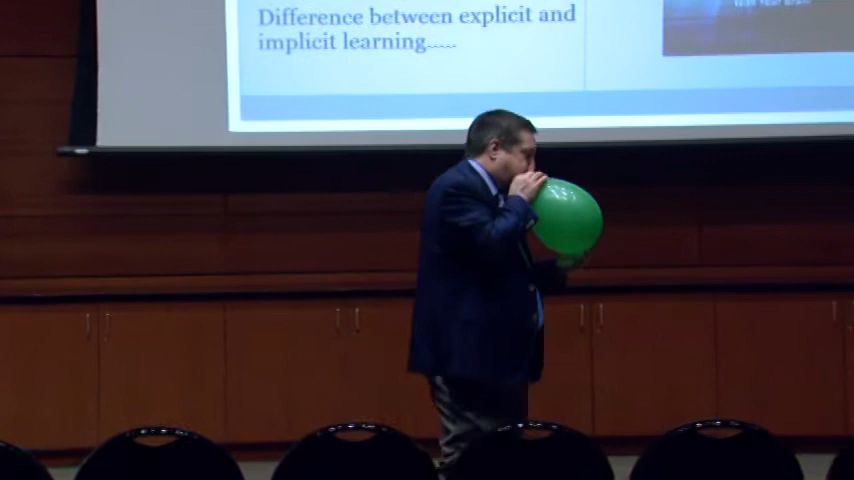 Difference between explicit and
implicit learning.....